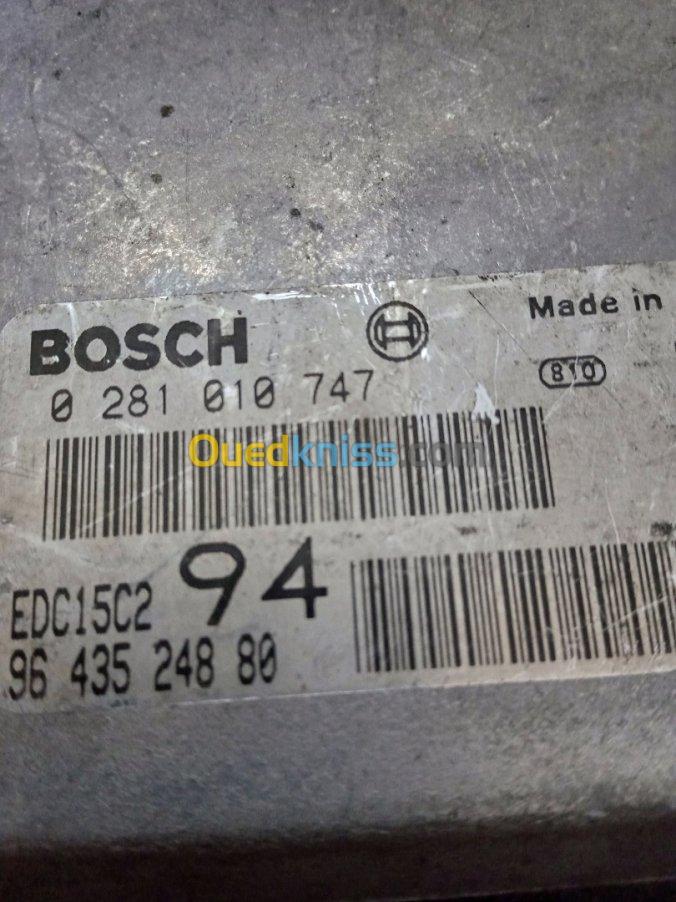 BOSCH
Made in
0 281 010 747
810
Ouedkniss.com
EDC15C2 94
96 435 248 80